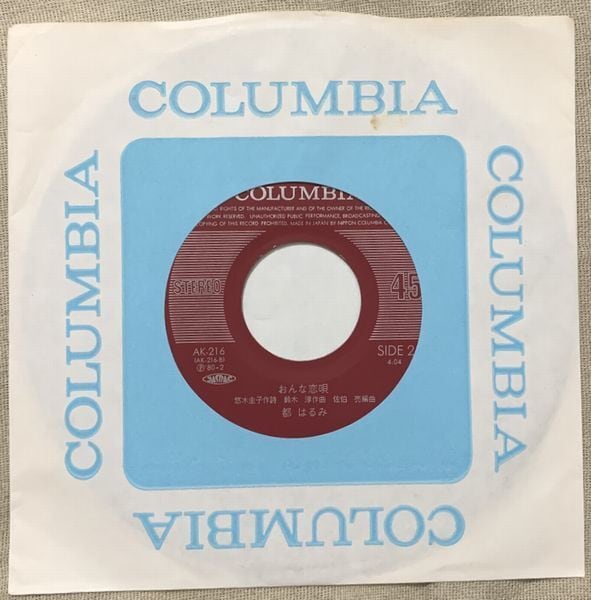 COLUMBIA
COLUMBIA
COLUMBIA
COLUMBIA
COLUMBIA
RIGHTS OF THE MANUFACTURER AND OF THE OWNER OF THE
WORK RESERVED. UNAUTHORIZED PUBLIC PERFORMANCE, BROADCASTING
COPYING OF THIS RECORD PROHIBITED. MADE IN JAPAN BY NIPPON COLUMBIA
STEREO
45
AK-216
(AK-216-B)
Ⓟ'80・2
SIDE 2
4.04
おんな恋唄
悠木圭子作詩 鈴木 淳作曲 佐伯 亮編曲
都 はるみ